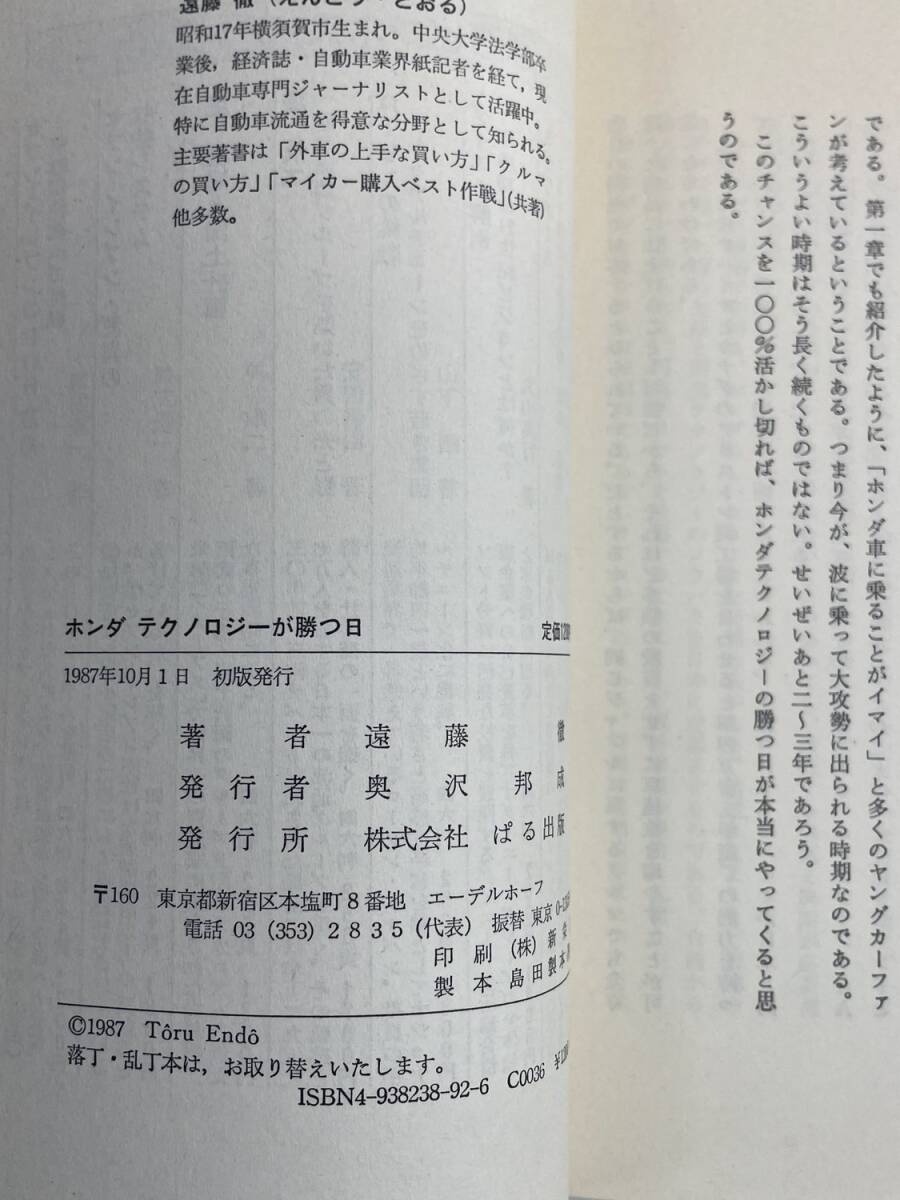 遠藤 徹（えんどう・とおる）
昭和17年横須賀市生まれ。中央大学法学部卒
業後，経済誌・自動車業界紙記者を経て，現
在自動車専門ジャーナリストとして活躍中。
特に自動車流通を得意な分野として知られる。
主要著書は「外車の上手な買い方」「クルマ
の買い方」「マイカー購入ベスト作戦」（共著）
他多数。
ホンダ テクノロジーが勝つ日
定価1200
1987年10月1日 初版発行
著者 遠藤 徹
発行者 奥沢邦成
発行所 株式会社 ぱる出版
〒160 東京都新宿区本塩町8番地 エーデルホーフ
電話 03 (353) 2835（代表） 振替 東京
印刷 (株) 新
製本 島田製本
©1987 Tôru Endô
落丁・乱丁本は，お取り替えいたします。
ISBN4-938238-92-6 C0036
である。第一章でも紹介したように、「ホンダ車に乗ることがイマイ」と多くのヤングカーファ
ンが考えているということである。つまり今が、波に乗って大攻勢に出られる時期なのである。
こういうよい時期はそう長く続くものではない。せいぜいあと二〜三年であろう。
このチャンスを一〇〇％活かし切れば、ホンダテクノロジーの勝つ日が本当にやってくると思
うのである。